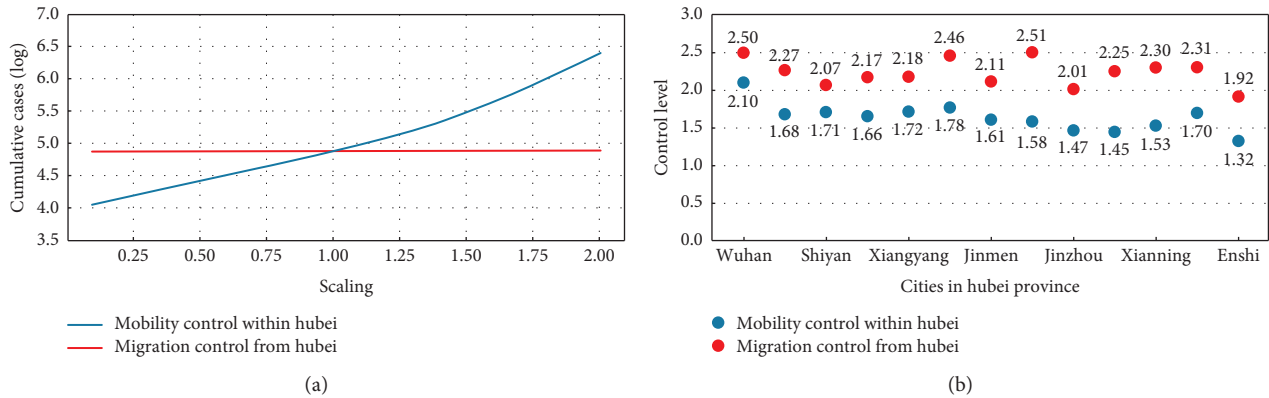 7.0
6.5
6.0
5.5
5.0
4.5
4.0
3.5
Cumulative cases (log)
0.25 0.50 0.75 1.00 1.25 1.50 1.75 2.00
Scaling
Mobility control within hubei
Migration control from hubei
(a)
3.0
2.5
2.0
1.5
1.0
0.5
0.0
Control level
2.50 2.27 2.07 2.17 2.18 2.46 2.11 2.51 2.01 2.25 2.30 2.31 1.92
2.10 1.68 1.71 1.66 1.72 1.78 1.61 1.58 1.47 1.45 1.53 1.70 1.32
Wuhan Shiyan Xiangyang Jinmen Jinzhou Xianning Enshi
Cities in hubei province
Mobility control within hubei
Migration control from hubei
(b)